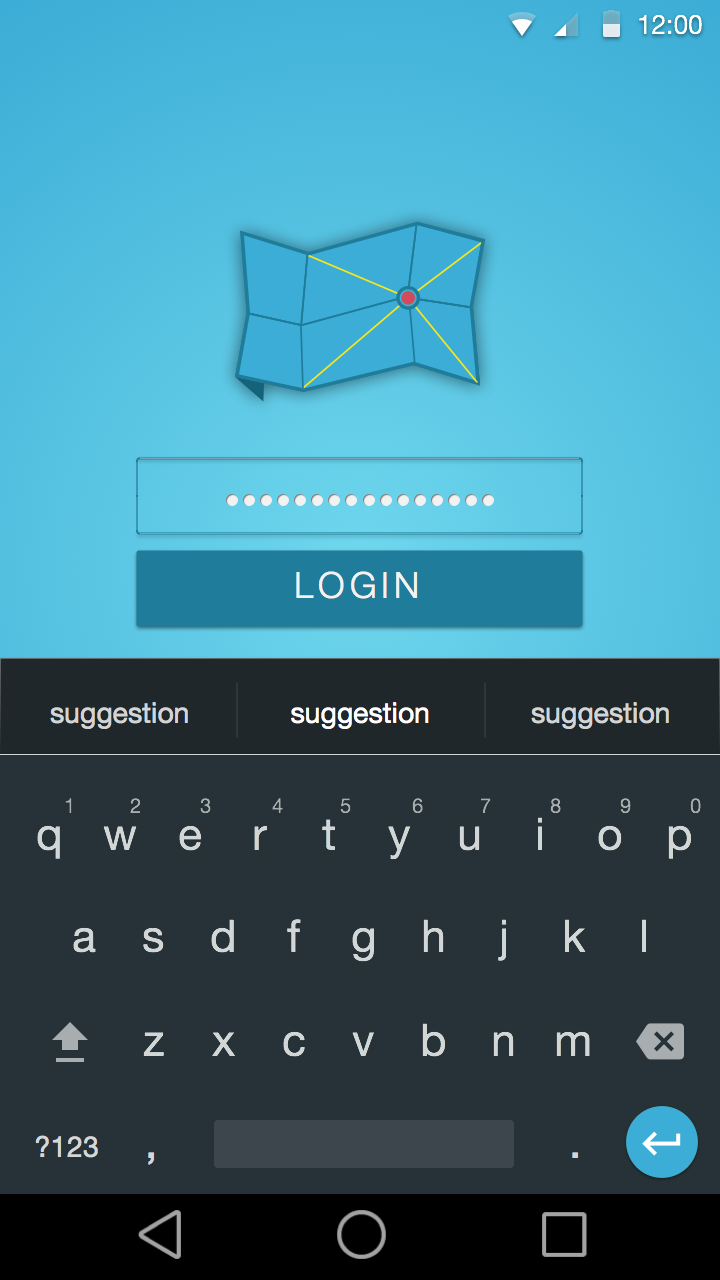 12:00
••••••••••••••••
LOGIN
suggestion suggestion suggestion
1 2 3 4 5 6 7 8 9 0
q w e r t y u i o p
a s d f g h j k l
z x c v b n m
?123 , .